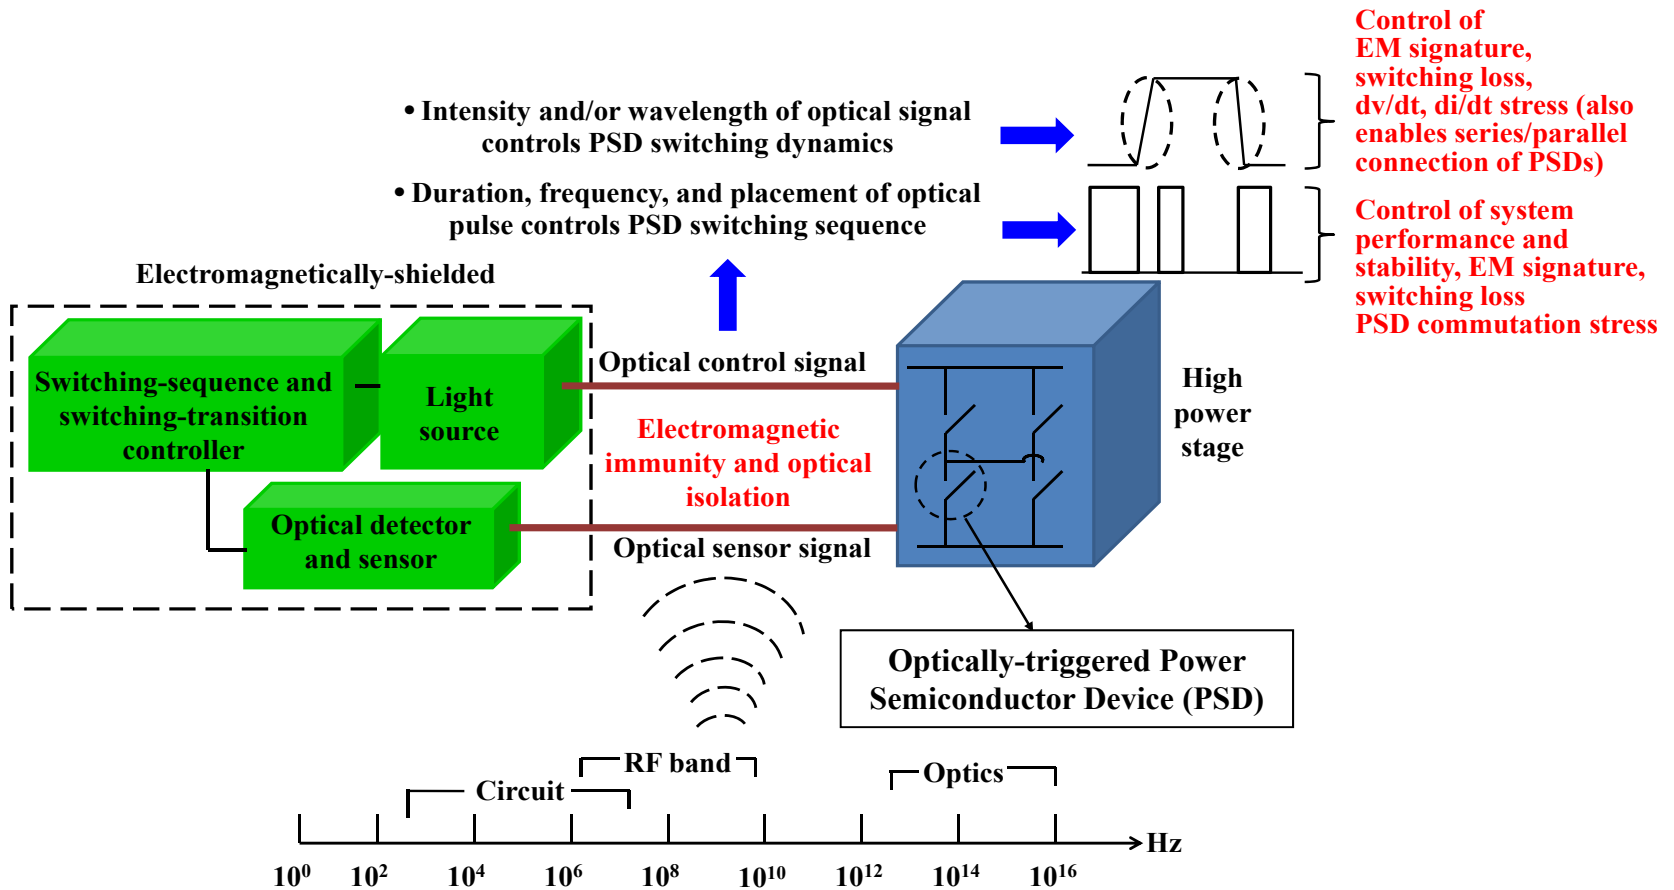 Control of
EM signature,
switching loss,
dv/dt, di/dt stress (also
enables series/parallel
connection of PSDs)
• Intensity and/or wavelength of optical signal
controls PSD switching dynamics
• Duration, frequency, and placement of optical
pulse controls PSD switching sequence
Control of system
performance and
stability, EM signature,
switching loss
PSD commutation stress
Electromagnetically-shielded
Switching-sequence and
switching-transition
controller
Light
source
Optical control signal
Electromagnetic
immunity and optical
isolation
High
power
stage
Optical detector
and sensor
Optical sensor signal
Optically-triggered Power
Semiconductor Device (PSD)
RF band
Optics
Circuit
Hz
10⁰ 10² 10⁴ 10⁶ 10⁸ 10¹⁰ 10¹² 10¹⁴ 10¹⁶